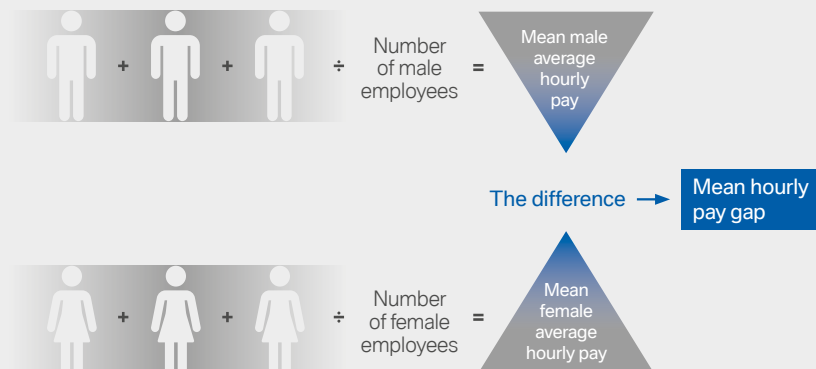 + + ÷ Number of male employees = Mean male average hourly pay
The difference → Mean hourly pay gap
+ + ÷ Number of female employees = Mean female average hourly pay